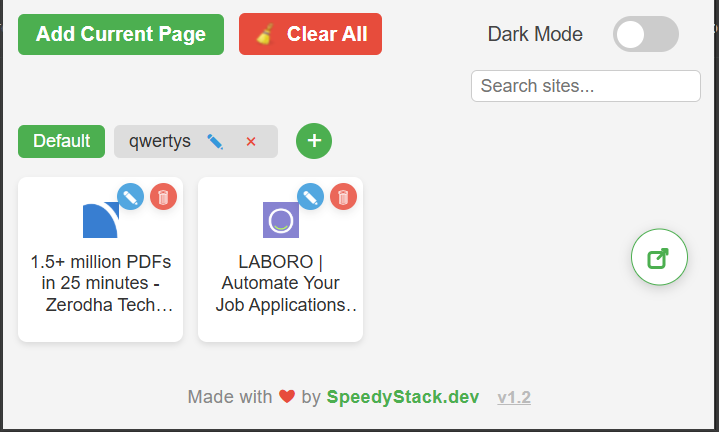 Add Current Page
Clear All
Dark Mode
Search sites...
Default
qwertys
1.5+ million PDFs
in 25 minutes -
Zerodha Tech…
LABORO |
Automate Your
Job Applications…
Made with ❤ by SpeedyStack.dev v1.2